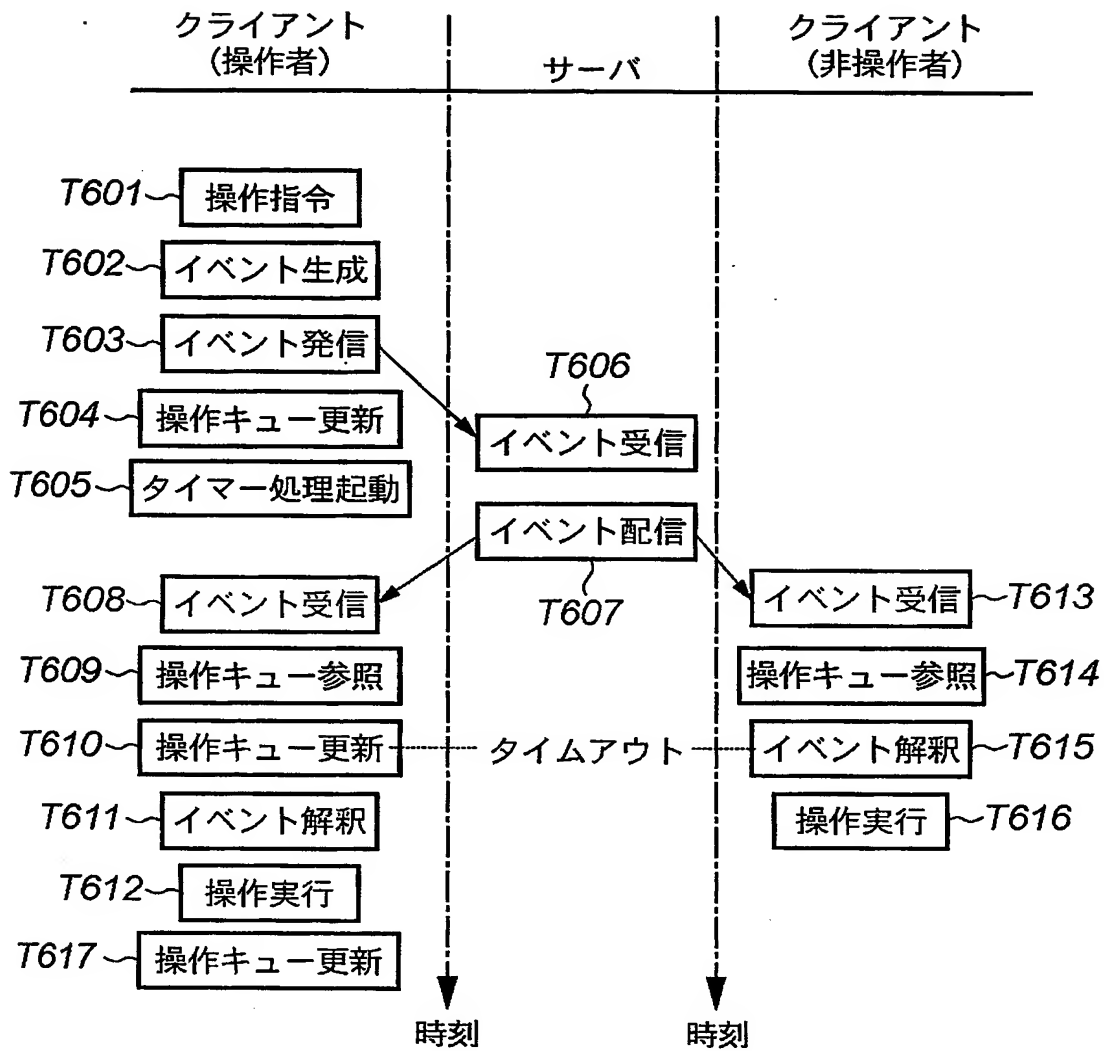 クライアント
(操作者)
サーバ
クライアント
(非操作者)
T601
操作指令
T602
イベント生成
T603
イベント発信
T604
操作キュー更新
T605
タイマー処理起動
T606
イベント受信
イベント配信
T607
T608
イベント受信
T609
操作キュー参照
T610
操作キュー更新
タイムアウト
T611
イベント解釈
T612
操作実行
T617
操作キュー更新
イベント受信
T613
操作キュー参照
T614
イベント解釈
T615
操作実行
T616
時刻
時刻